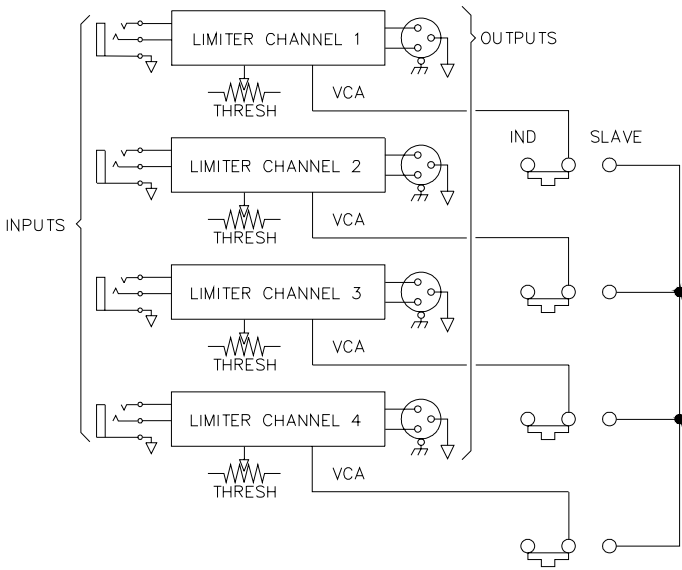 LIMITER CHANNEL 1
OUTPUTS
VCA
THRESH
IND SLAVE
LIMITER CHANNEL 2
VCA
INPUTS
THRESH
LIMITER CHANNEL 3
VCA
THRESH
LIMITER CHANNEL 4
VCA
THRESH